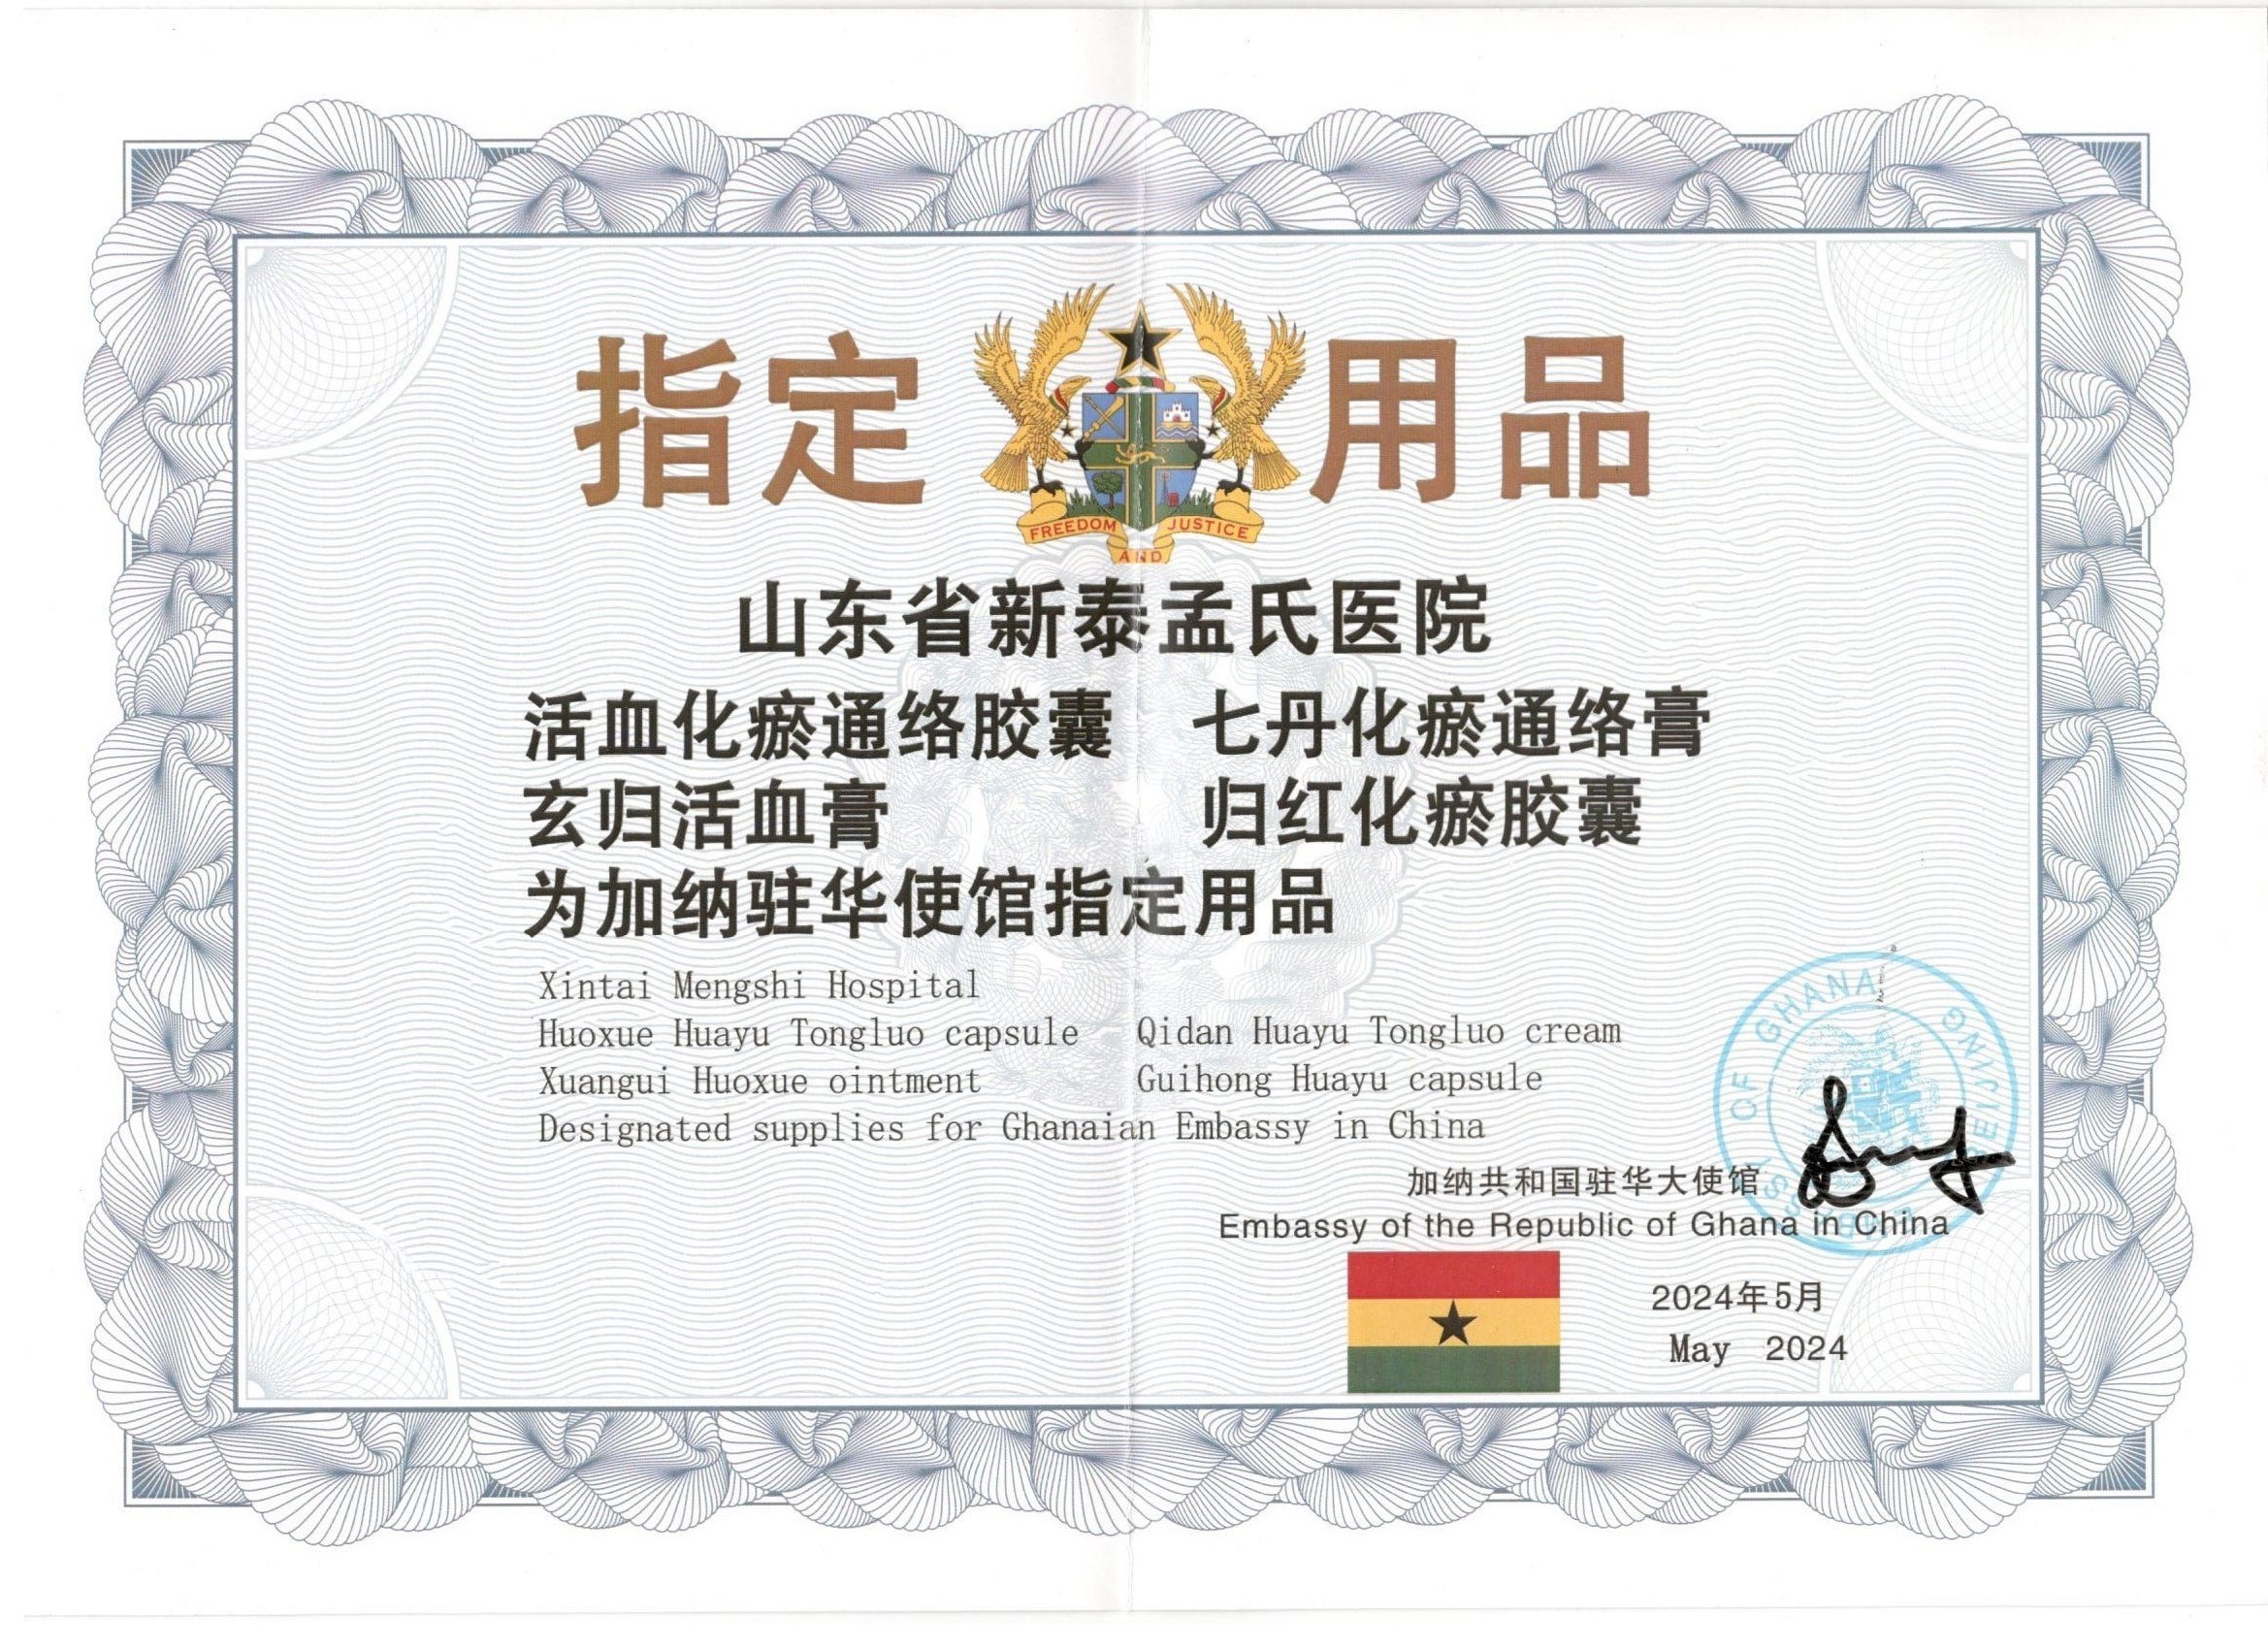 指定 用品
FREEDOM AND JUSTICE
山东省新泰孟氏医院
活血化瘀通络胶囊 七丹化瘀通络膏
玄归活血膏 归红化瘀胶囊
为加纳驻华使馆指定用品
Xintai Mengshi Hospital
Huoxue Huayu Tongluo capsule Qidan Huayu Tongluo cream
Xuangui Huoxue ointment Guihong Huayu capsule
Designated supplies for Ghanaian Embassy in China
OF GHANA BEIJING
加纳共和国驻华大使馆
Embassy of the Republic of Ghana in China
2024年5月
May 2024